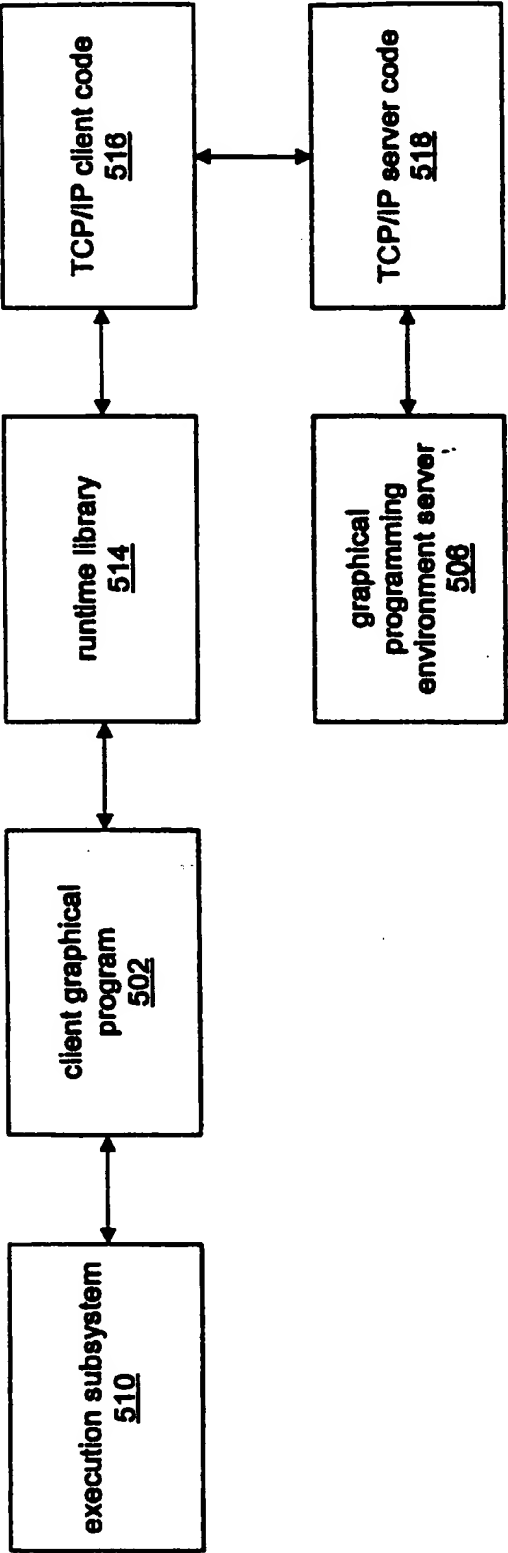 execution subsystem
510
client graphical
program
502
runtime library
514
TCP/IP client code
516
graphical
programming
environment server
506
TCP/IP server code
518